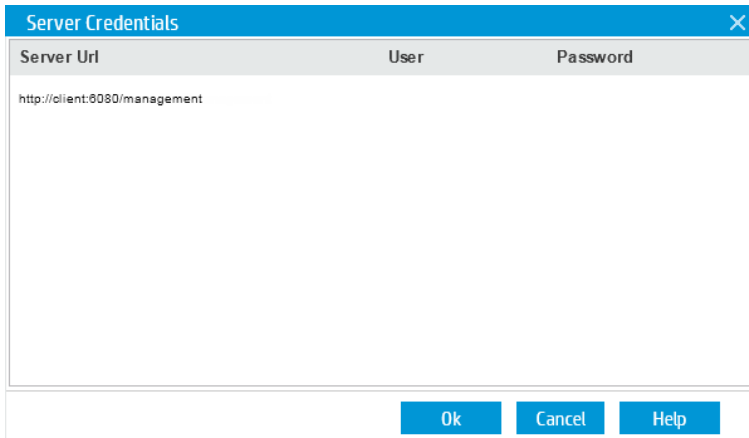 Server Credentials
Server Url User Password
http://client:6080/management
Ok Cancel Help